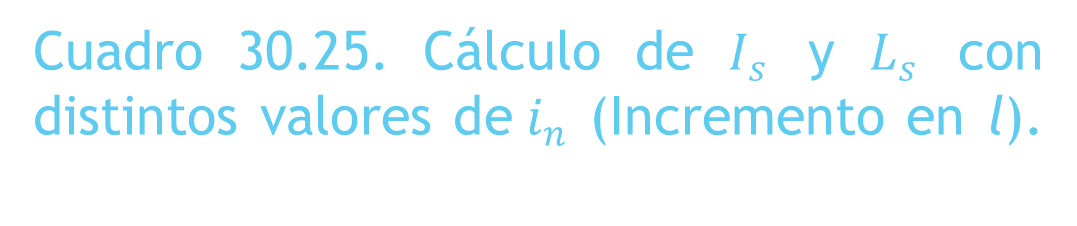 Cuadro 30.25. Cálculo de Iₛ y Lₛ con
distintos valores de iₙ (Incremento en l).